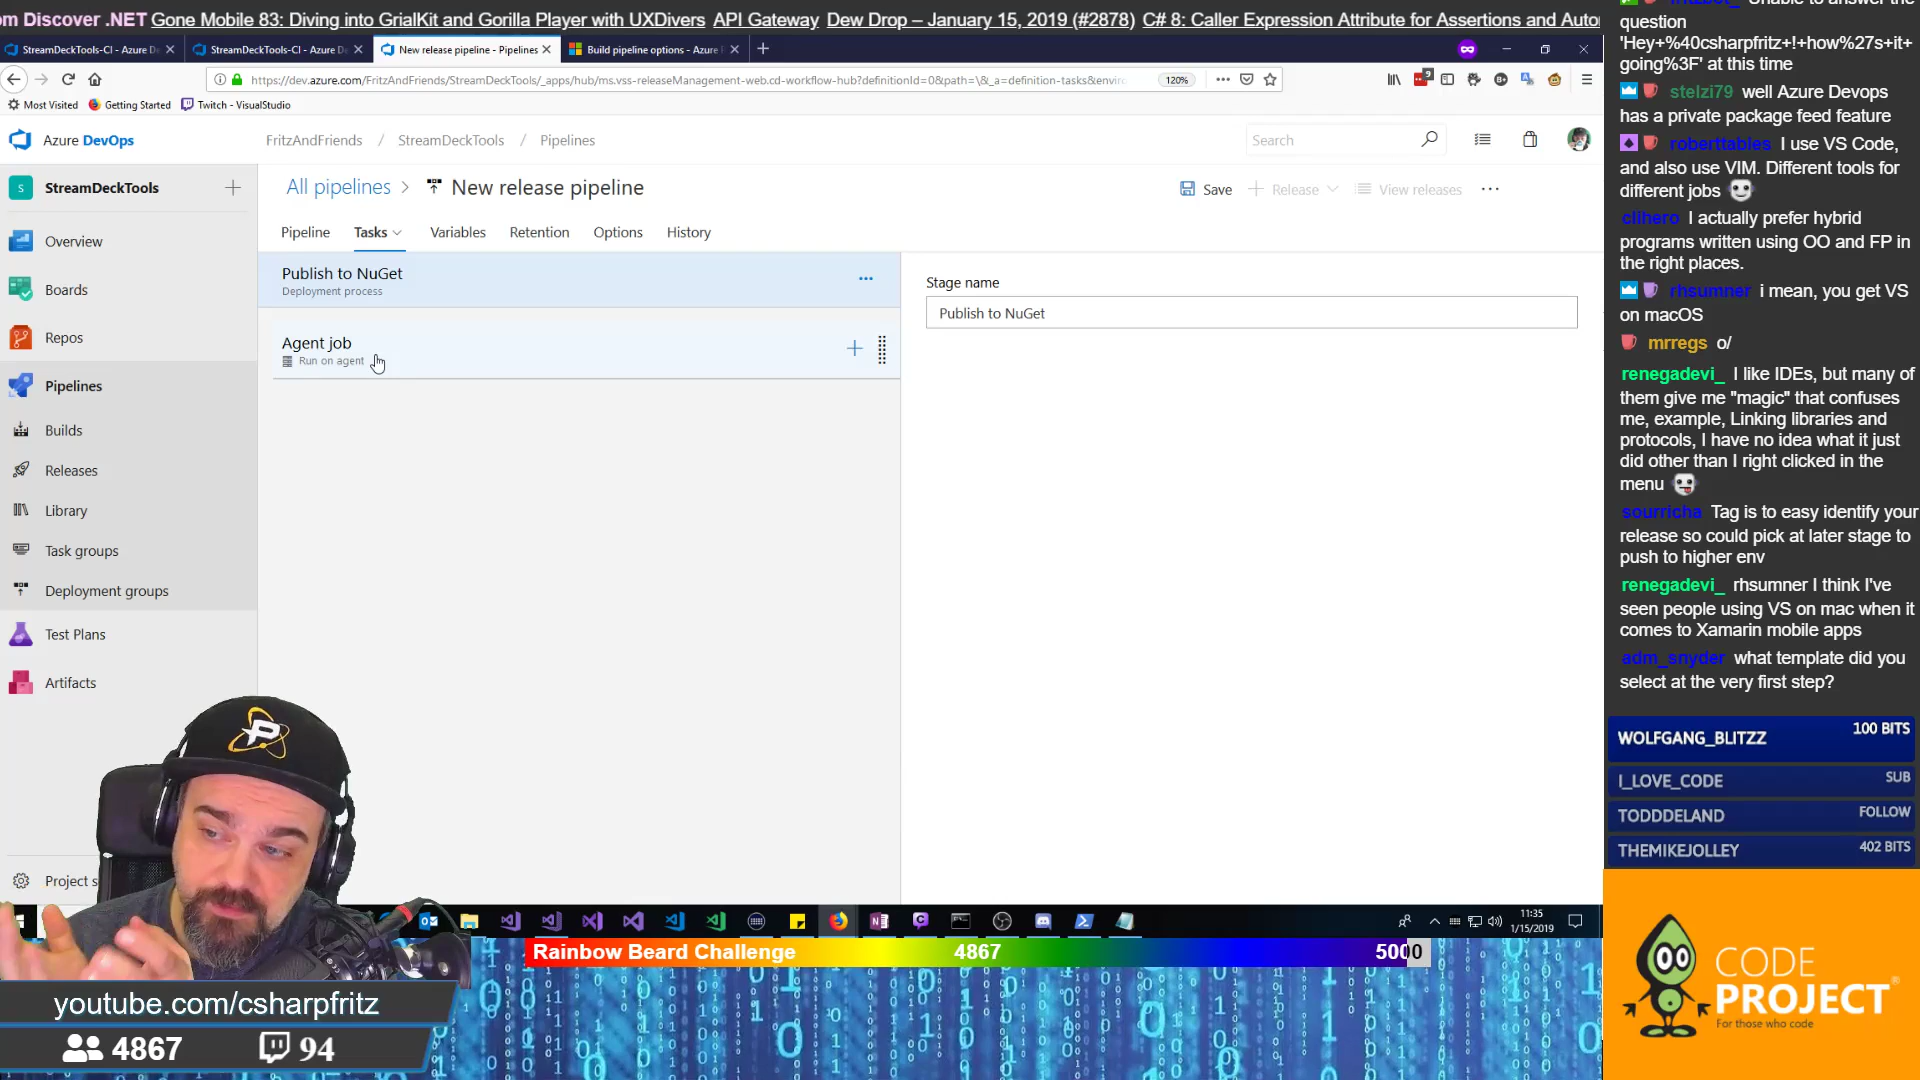 om Discover .NET Gone Mobile 83: Diving into GrialKit and Gorilla Player with UXDivers API Gateway Dew Drop – January 15, 2019 (#2878) C# 8: Caller Expression Attribute for Assertions and Auto
StreamDeckTools-CI - Azure De
StreamDeckTools-CI - Azure De
New release pipeline - Pipelines
Build pipeline options - Azure
https://dev.azure.com/FritzAndFriends/StreamDeckTools/_apps/hub/ms.vss-releaseManagement-web.cd-workflow-hub?definitionId=0&path=\&_a=definition-tasks&enviro
120%
Most Visited
Getting Started
Twitch - VisualStudio
Azure DevOps
FritzAndFriends / StreamDeckTools / Pipelines
Search
S
StreamDeckTools
Overview
Boards
Repos
Pipelines
Builds
Releases
Library
Task groups
Deployment groups
Test Plans
Artifacts
Project s
All pipelines > New release pipeline
Save
Release
View releases
Pipeline
Tasks
Variables
Retention
Options
History
Publish to NuGet
Deployment process
Agent job
Run on agent
Stage name
Publish to NuGet
11:35
1/15/2019
Rainbow Beard Challenge
4867
5000
youtube.com/csharpfritz
4867
94
question
'Hey+%40csharpfritz+!+how%27s+it+
going%3F' at this time
stelzi79 well Azure Devops
has a private package feed feature
roberttables I use VS Code,
and also use VIM. Different tools for
different jobs
clihero I actually prefer hybrid
programs written using OO and FP in
the right places.
rhsumner i mean, you get VS
on macOS
mrregs o/
renegadevi_ I like IDEs, but many of
them give me "magic" that confuses
me, example, Linking libraries and
protocols, I have no idea what it just
did other than I right clicked in the
menu
sourricha Tag is to easy identify your
release so could pick at later stage to
push to higher env
renegadevi_ rhsumner I think I've
seen people using VS on mac when it
comes to Xamarin mobile apps
adm_snyder what template did you
select at the very first step?
WOLFGANG_BLITZZ 100 BITS
I_LOVE_CODE SUB
TODDDELAND FOLLOW
THEMIKEJOLLEY 402 BITS
CODE
PROJECT®
For those who code